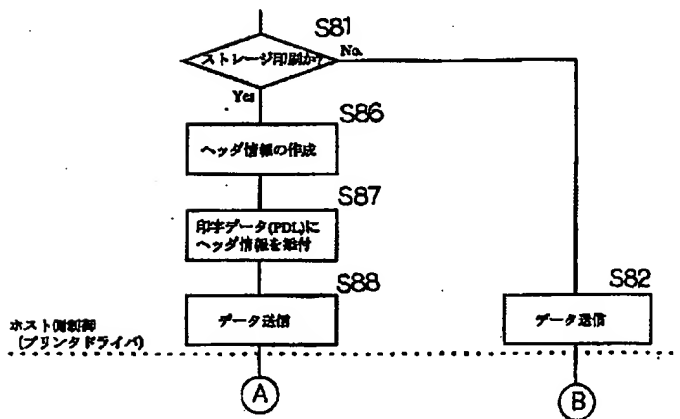 S81
ストレージ印刷か?
No.
Yes
S86
ヘッダ情報の作成
S87
印字データ(PDL)に
ヘッダ情報を添付
S88
データ送信
S82
データ送信
ホスト側制御
(プリンタドライバ)
A
B